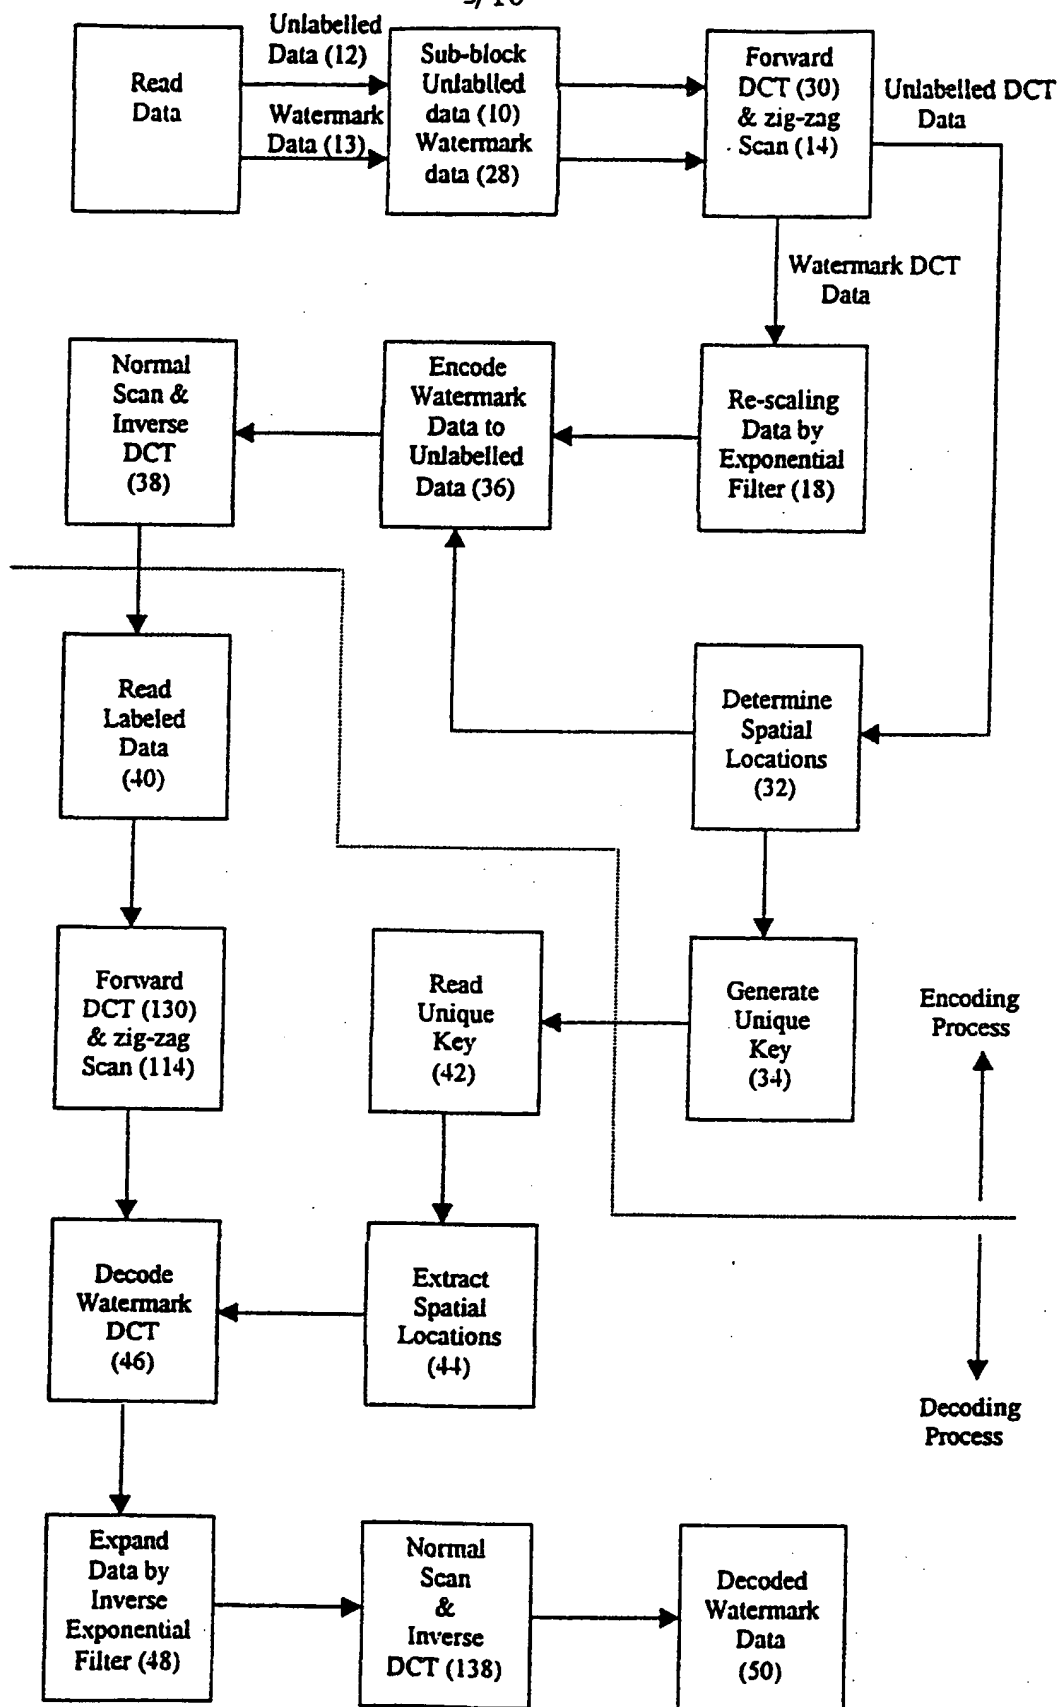 Read
Data
Unlabelled
Data (12)
Watermark
Data (13)
Sub-block
Unlablled
data (10)
Watermark
data (28)
Forward
DCT (30)
& zig-zag
Scan (14)
Unlabelled DCT
Data
Watermark DCT
Data
Normal
Scan &
Inverse
DCT
(38)
Encode
Watermark
Data to
Unlabelled
Data (36)
Re-scaling
Data by
Exponential
Filter (18)
Read
Labeled
Data
(40)
Determine
Spatial
Locations
(32)
Forward
DCT (130)
& zig-zag
Scan (114)
Read
Unique
Key
(42)
Generate
Unique
Key
(34)
Encoding
Process
Decode
Watermark
DCT
(46)
Extract
Spatial
Locations
(44)
Decoding
Process
Expand
Data by
Inverse
Exponential
Filter (48)
Normal
Scan
&
Inverse
DCT (138)
Decoded
Watermark
Data
(50)